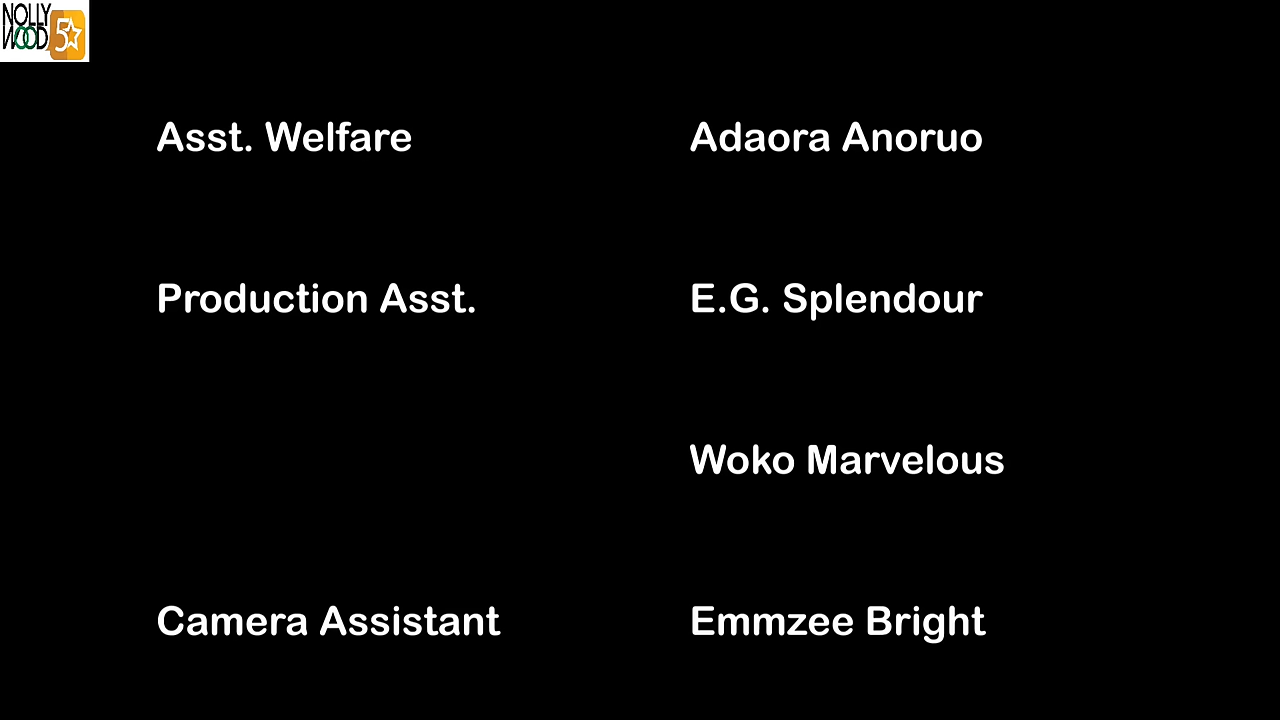 NOLLY
WOOD 5
Asst. Welfare Adaora Anoruo
Production Asst. E.G. Splendour
Woko Marvelous
Camera Assistant Emmzee Bright